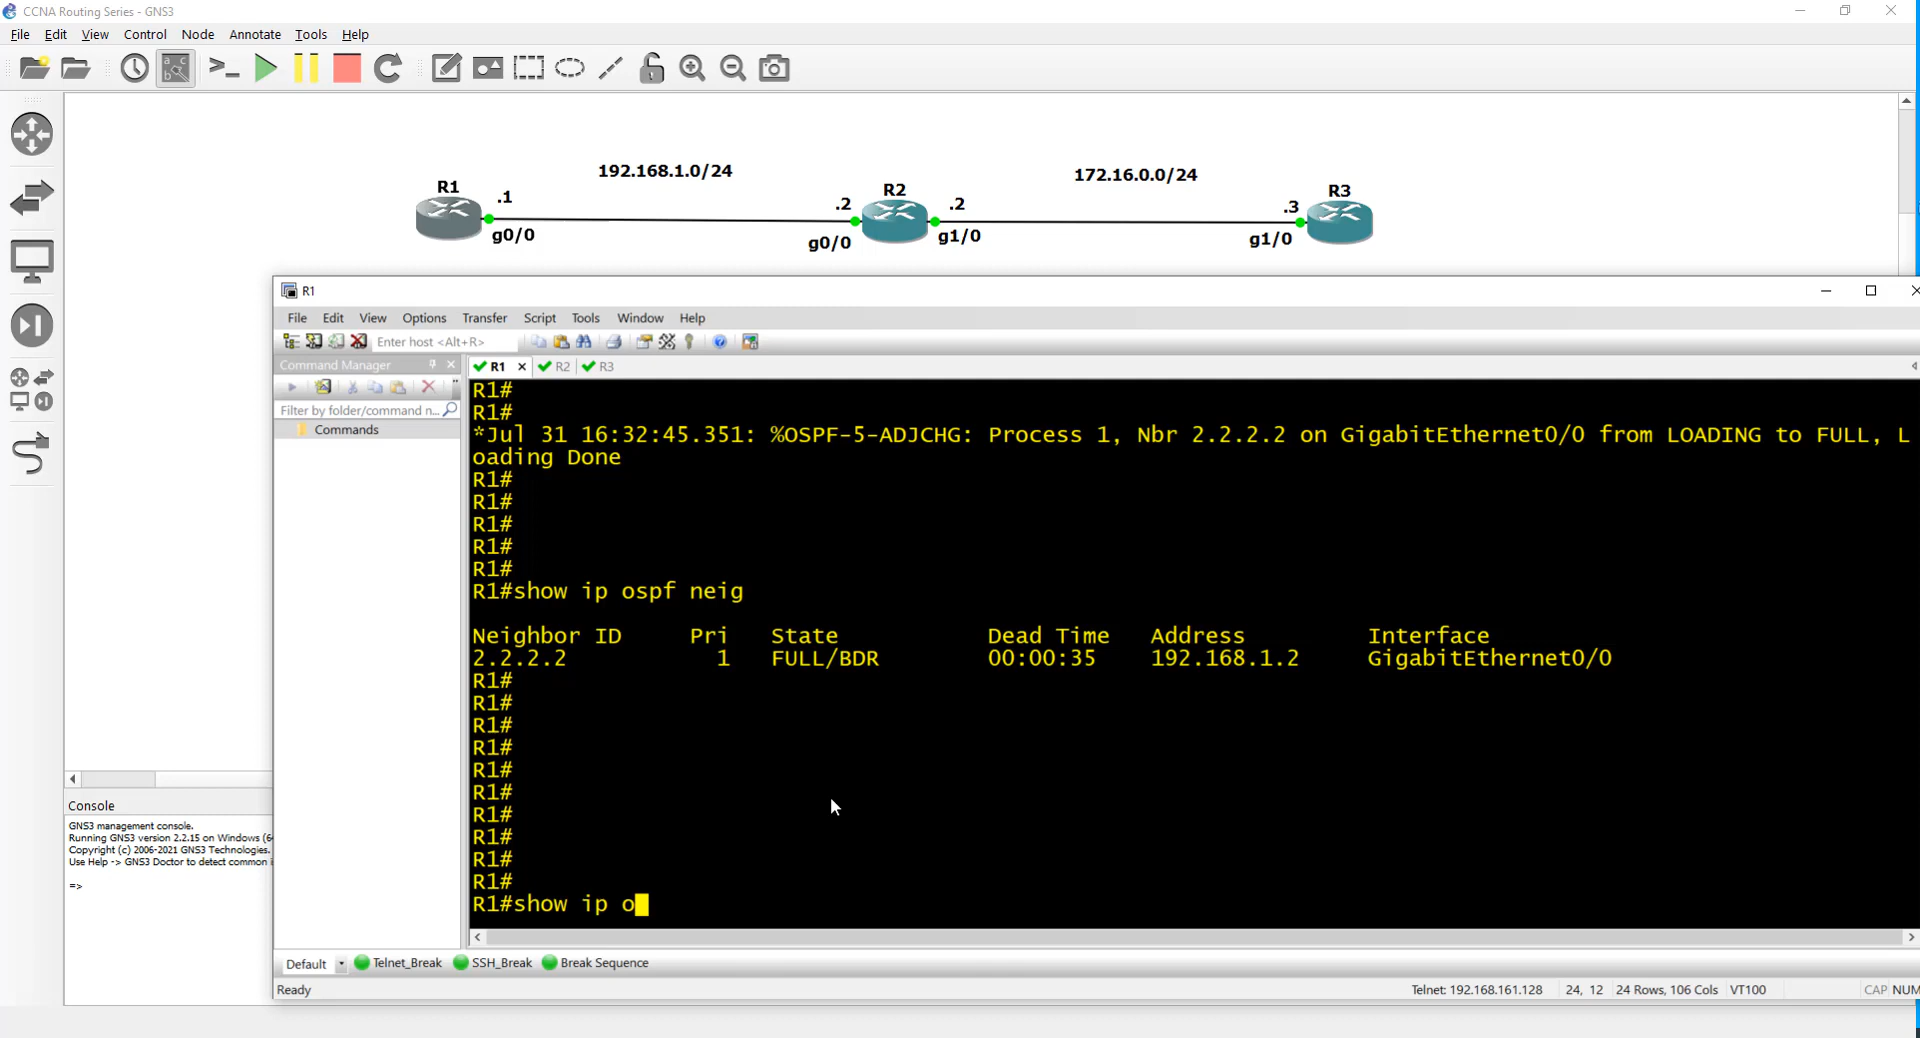 CCNA Routing Series - GNS3
File Edit View Control Node Annotate Tools Help
192.168.1.0/24
172.16.0.0/24
R1
.1
.2
R2
.2
.3
R3
g0/0
g0/0
g1/0
g1/0
R1
File Edit View Options Transfer Script Tools Window Help
Enter host <Alt+R>
Command Manager
R1 R2 R3
Filter by folder/command n...
Commands
R1#
R1#
*Jul 31 16:32:45.351: %OSPF-5-ADJCHG: Process 1, Nbr 2.2.2.2 on GigabitEthernet0/0 from LOADING to FULL, L
oading Done
R1#
R1#
R1#
R1#
R1#
R1#show ip ospf neig
Neighbor ID Pri State Dead Time Address Interface
2.2.2.2 1 FULL/BDR 00:00:35 192.168.1.2 GigabitEthernet0/0
R1#
R1#
R1#
R1#
R1#
R1#
R1#
R1#
R1#
R1#
R1#show ip o
Console
GNS3 management console.
Running GNS3 version 2.2.15 on Windows (6
Copyright (c) 2006-2021 GNS3 Technologies.
Use Help -> GNS3 Doctor to detect common i
=>
Default Telnet_Break SSH_Break Break Sequence
Ready Telnet: 192.168.161.128 24, 12 24 Rows, 106 Cols VT100 CAP NUM